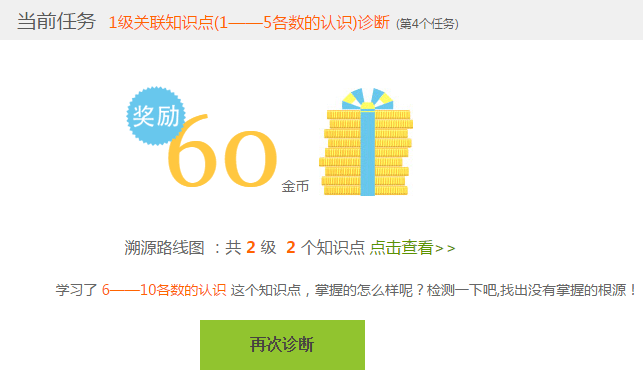 当前任务 1级关联知识点(1——5各数的认识)诊断 (第4个任务)
奖励
60 金币
溯源路线图 ：共 2 级 2 个知识点 点击查看>>
学习了 6——10各数的认识 这个知识点，掌握的怎么样呢？检测一下吧,找出没有掌握的根源！
再次诊断